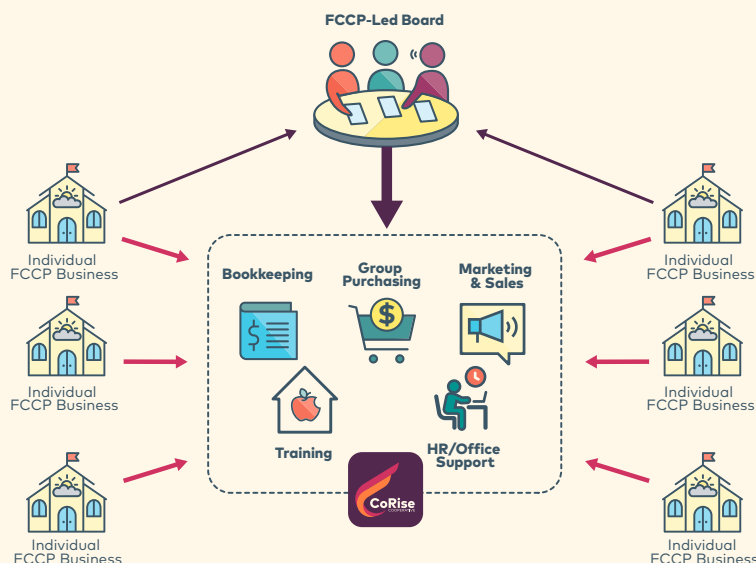 FCCP-Led Board
Individual
FCCP Business
Individual
FCCP Business
Bookkeeping
Group
Purchasing
Marketing
& Sales
$
$
Individual
FCCP Business
Individual
FCCP Business
Training
HR/Office
Support
CoRise
COOPERATIVE
Individual
FCCP Business
Individual
FCCP Business